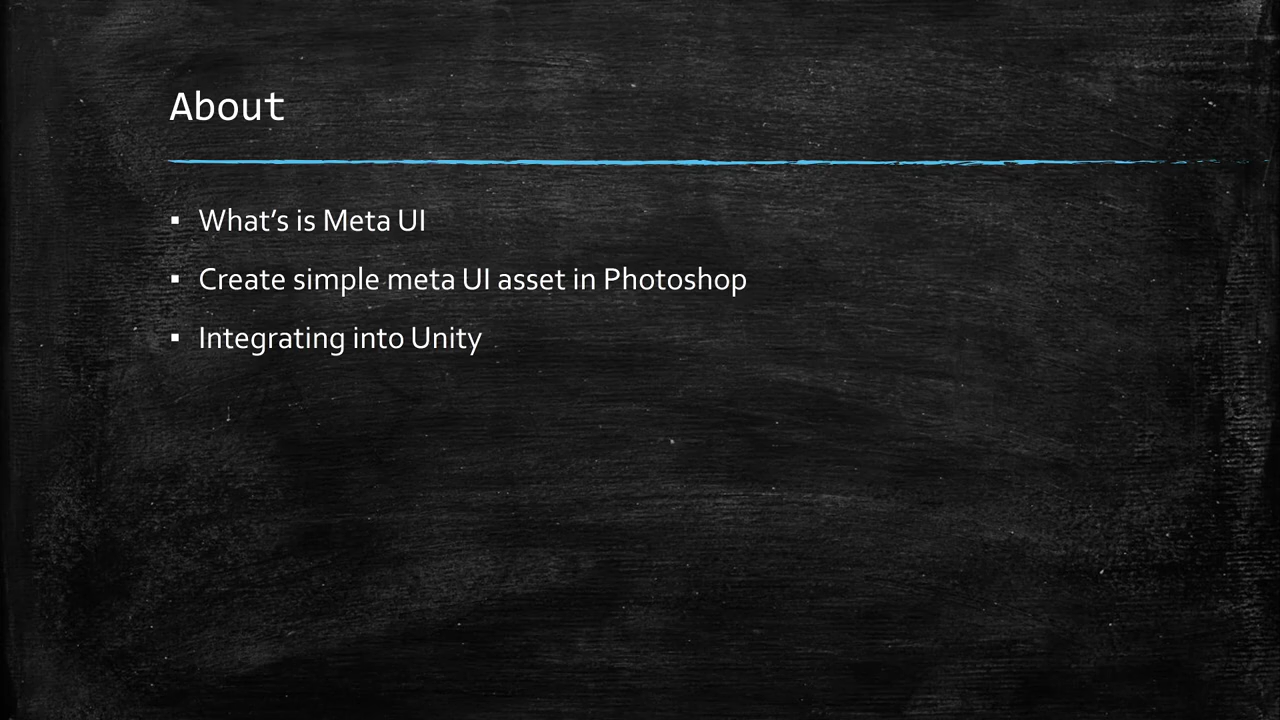 About
▪ What’s is Meta UI
▪ Create simple meta UI asset in Photoshop
▪ Integrating into Unity